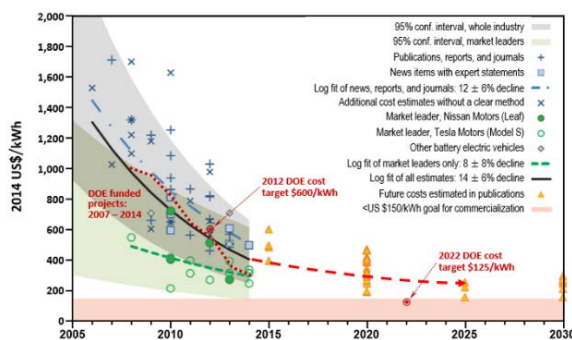 2,000
1,800
1,600
1,400
1,200
1,000
800
600
400
200
0
2014 US$/kWh
2005
2010
2015
2020
2025
2030
DOE funded
projects:
2007 – 2014
2012 DOE cost
target $600/kWh
2022 DOE cost
target $125/kWh
95% conf. interval, whole industry
95% conf. interval, market leaders
Publications, reports, and journals
News items with expert statements
Log fit of news, reports, and journals: 12 ± 6% decline
Additional cost estimates without a clear method
Market leader, Nissan Motors (Leaf)
Market leader, Tesla Motors (Model S)
Other battery electric vehicles
Log fit of market leaders only: 8 ± 8% decline
Log fit of all estimates: 14 ± 6% decline
Future costs estimated in publications
<US $150/kWh goal for commercialization